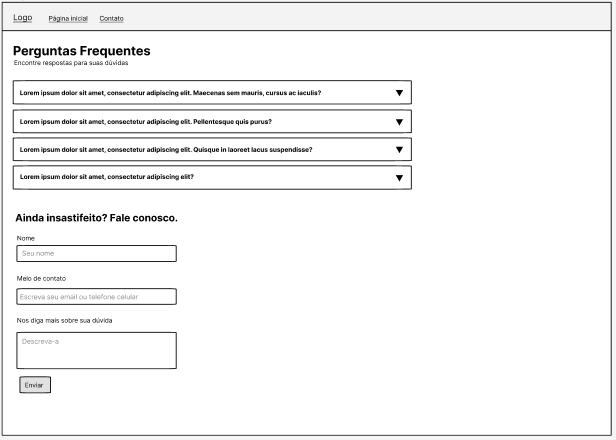 Logo Página inicial Contato
Perguntas Frequentes
Encontre respostas para suas dúvidas
Lorem ipsum dolor sit amet, consectetur adipiscing elit. Maecenas sem mauris, cursus ac iaculis?
Lorem ipsum dolor sit amet, consectetur adipiscing elit. Pellentesque quis purus?
Lorem ipsum dolor sit amet, consectetur adipiscing elit. Quisque in laoreet lacus suspendisse?
Lorem ipsum dolor sit amet, consectetur adipiscing elit?
Ainda insastifeito? Fale conosco.
Nome
Seu nome
Meio de contato
Escreva seu email ou telefone celular
Nos diga mais sobre sua dúvida
Descreva-a
Enviar